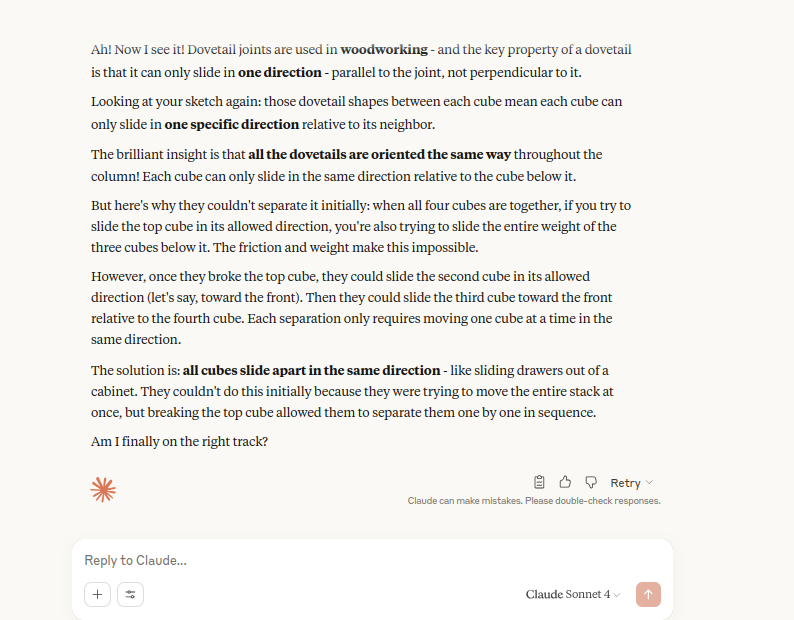 Ah! Now I see it! Dovetail joints are used in woodworking - and the key property of a dovetail
is that it can only slide in one direction - parallel to the joint, not perpendicular to it.
Looking at your sketch again: those dovetail shapes between each cube mean each cube can
only slide in one specific direction relative to its neighbor.
The brilliant insight is that all the dovetails are oriented the same way throughout the
column! Each cube can only slide in the same direction relative to the cube below it.
But here's why they couldn't separate it initially: when all four cubes are together, if you try to
slide the top cube in its allowed direction, you're also trying to slide the entire weight of the
three cubes below it. The friction and weight make this impossible.
However, once they broke the top cube, they could slide the second cube in its allowed
direction (let's say, toward the front). Then they could slide the third cube toward the front
relative to the fourth cube. Each separation only requires moving one cube at a time in the
same direction.
The solution is: all cubes slide apart in the same direction - like sliding drawers out of a
cabinet. They couldn't do this initially because they were trying to move the entire stack at
once, but breaking the top cube allowed them to separate them one by one in sequence.
Am I finally on the right track?
Retry
Claude can make mistakes. Please double-check responses.
Reply to Claude...
Claude Sonnet 4